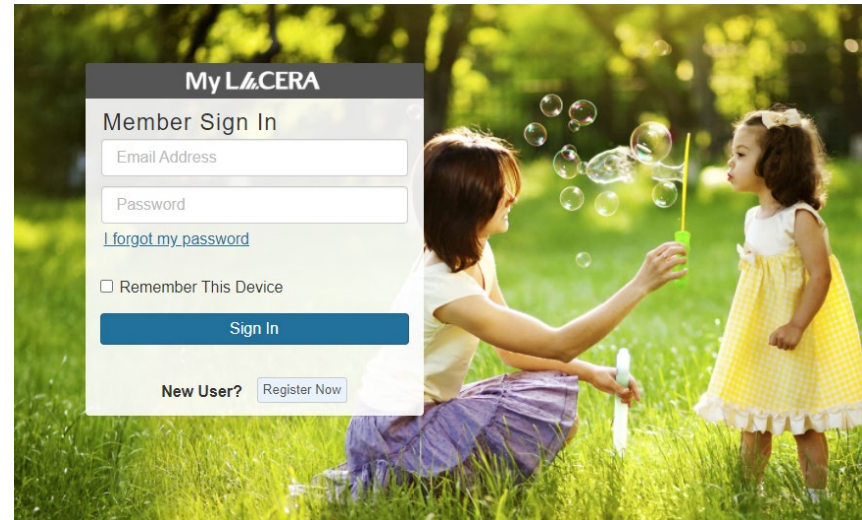 My LACERA
Member Sign In
Email Address
Password
I forgot my password
Remember This Device
Sign In
New User? Register Now